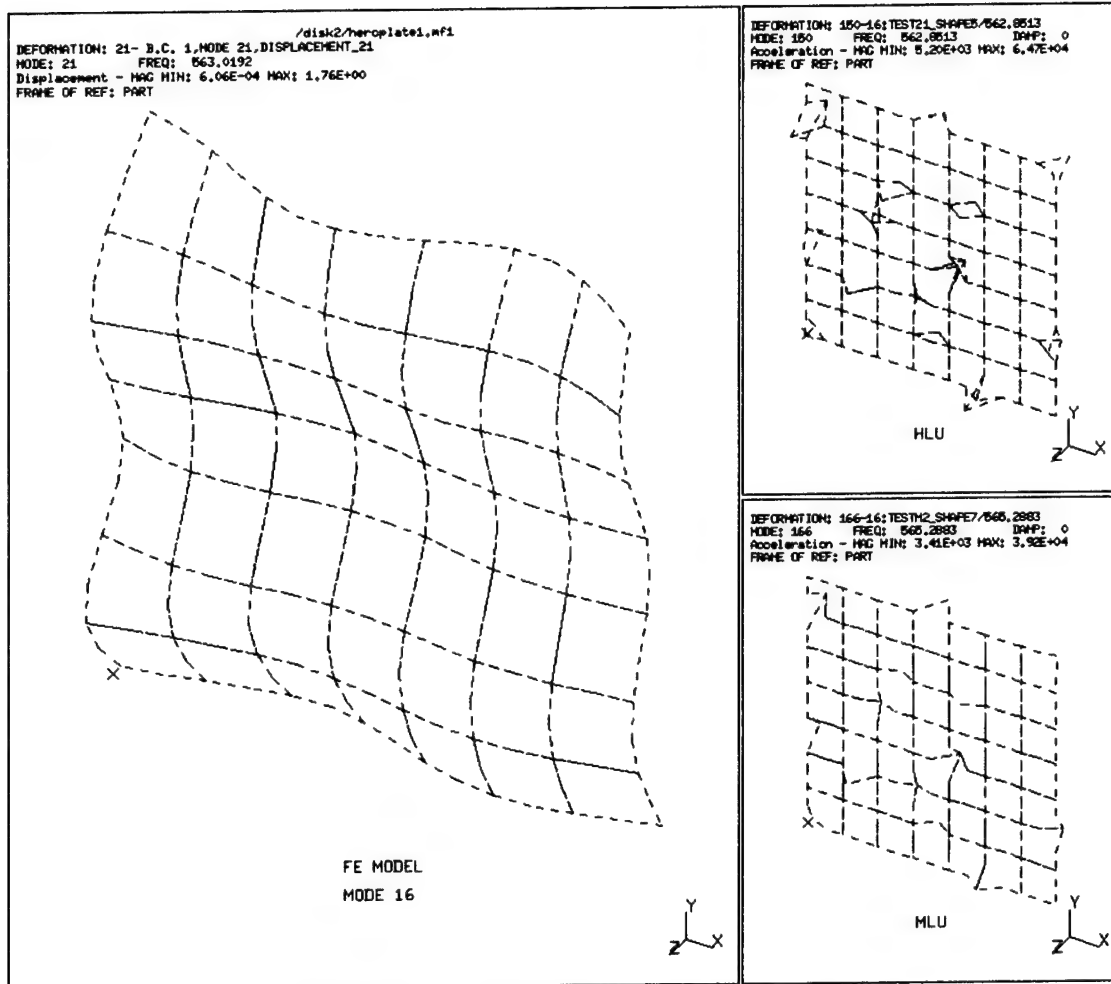 /disk2/heroplate1.mf1
DEFORMATION: 21- B.C. 1,MODE 21,DISPLACEMENT_21
MODE: 21 FREQ: 563.0192
Displacement - MAG MIN: 6.06E-04 MAX: 1.76E+00
FRAME OF REF: PART
FE MODEL
MODE 16
Y
Z X
DEFORMATION: 150-16:TEST21_SHAPE5/562.8513
MODE: 150 FREQ: 562.8513 DAMP: 0
Acceleration - MAG MIN: 5.20E+03 MAX: 6.47E+04
FRAME OF REF: PART
HLU
Y
Z X
DEFORMATION: 166-16:TESTM2_SHAPE7/565.2883
MODE: 166 FREQ: 565.2883 DAMP: 0
Acceleration - MAG MIN: 3.41E+03 MAX: 3.92E+04
FRAME OF REF: PART
MLU
Y
Z X